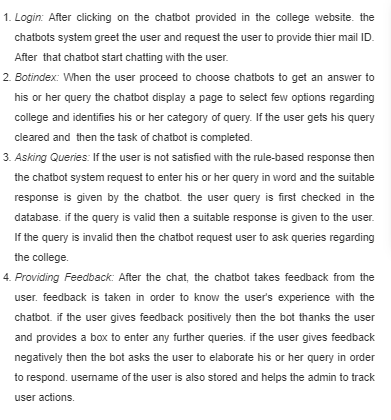 1. Login: After clicking on the chatbot provided in the college website. the
chatbots system greet the user and request the user to provide thier mail ID.
After that chatbot start chatting with the user.
2. Botindex: When the user proceed to choose chatbots to get an answer to
his or her query the chatbot display a page to select few options regarding
college and identifies his or her category of query. If the user gets his query
cleared and then the task of chatbot is completed.
3. Asking Queries: If the user is not satisfied with the rule-based response then
the chatbot system request to enter his or her query in word and the suitable
response is given by the chatbot. the user query is first checked in the
database. if the query is valid then a suitable response is given to the user.
If the query is invalid then the chatbot request user to ask queries regarding
the college.
4. Providing Feedback: After the chat, the chatbot takes feedback from the
user. feedback is taken in order to know the user's experience with the
chatbot. if the user gives feedback positively then the bot thanks the user
and provides a box to enter any further queries. if the user gives feedback
negatively then the bot asks the user to elaborate his or her query in order
to respond. username of the user is also stored and helps the admin to track
user actions.